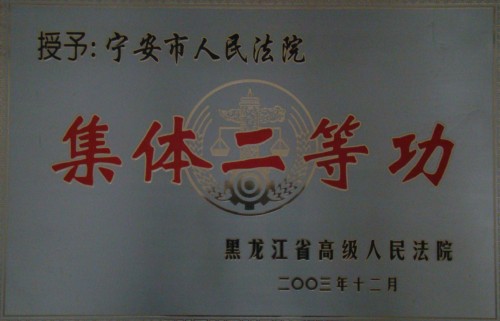 授予:宁安市人民法院
集体二等功
黑龙江省高级人民法院
二〇〇三年十二月